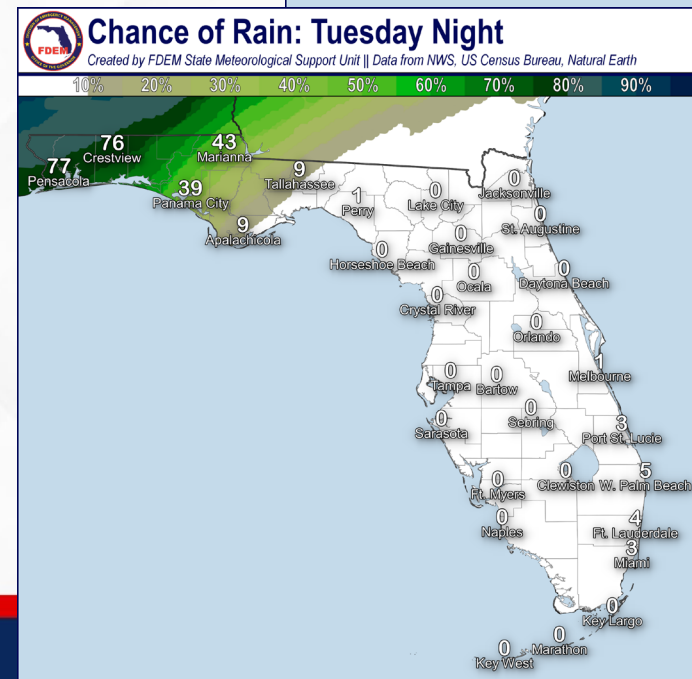 FDEM
Chance of Rain: Tuesday Night
Created by FDEM State Meteorological Support Unit || Data from NWS, US Census Bureau, Natural Earth
10% 20% 30% 40% 50% 60% 70% 80% 90%
76
Crestview
43
Marianna
77
Pensacola
9
Tallahassee
39
Panama City
1
Perry
0
Lake City
0
Jacksonville
9
Apalachicola
0
St. Augustine
0
Gainesville
0
Horseshoe Beach
0
Ocala
0
Daytona Beach
0
Crystal River
0
Orlando
1
Melbourne
0
Tampa
0
Bartow
0
Sebring
0
Sarasota
3
Port St. Lucie
0
Clewiston
5
W. Palm Beach
0
Ft. Myers
0
Naples
4
Ft. Lauderdale
3
Miami
0
Key Largo
0
Marathon
0
Key West